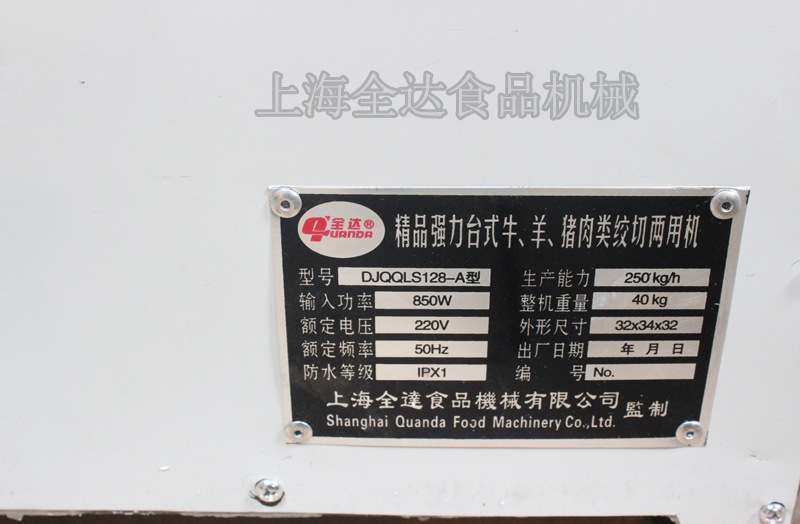 上海全达食品机械
全达®
QUANDA
精品强力台式牛、羊、猪肉类绞切两用机
型号 DJQQLS128-A型 生产能力 250kg/h
输入功率 850W 整机重量 40kg
额定电压 220V 外形尺寸 32x34x32
额定频率 50Hz 出厂日期 年 月 日
防水等级 IPX1 编 号 No.
上海全達食品機械有限公司 監制
Shanghai Quanda Food Machinery Co.,Ltd.